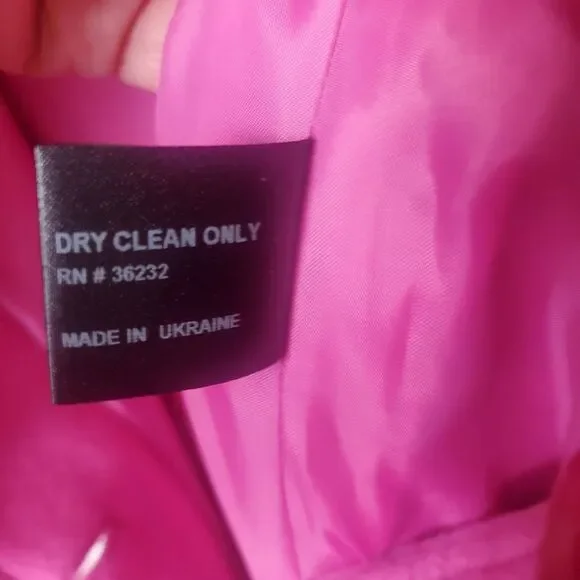 DRY CLEAN ONLY
RN # 36232
MADE IN UKRAINE